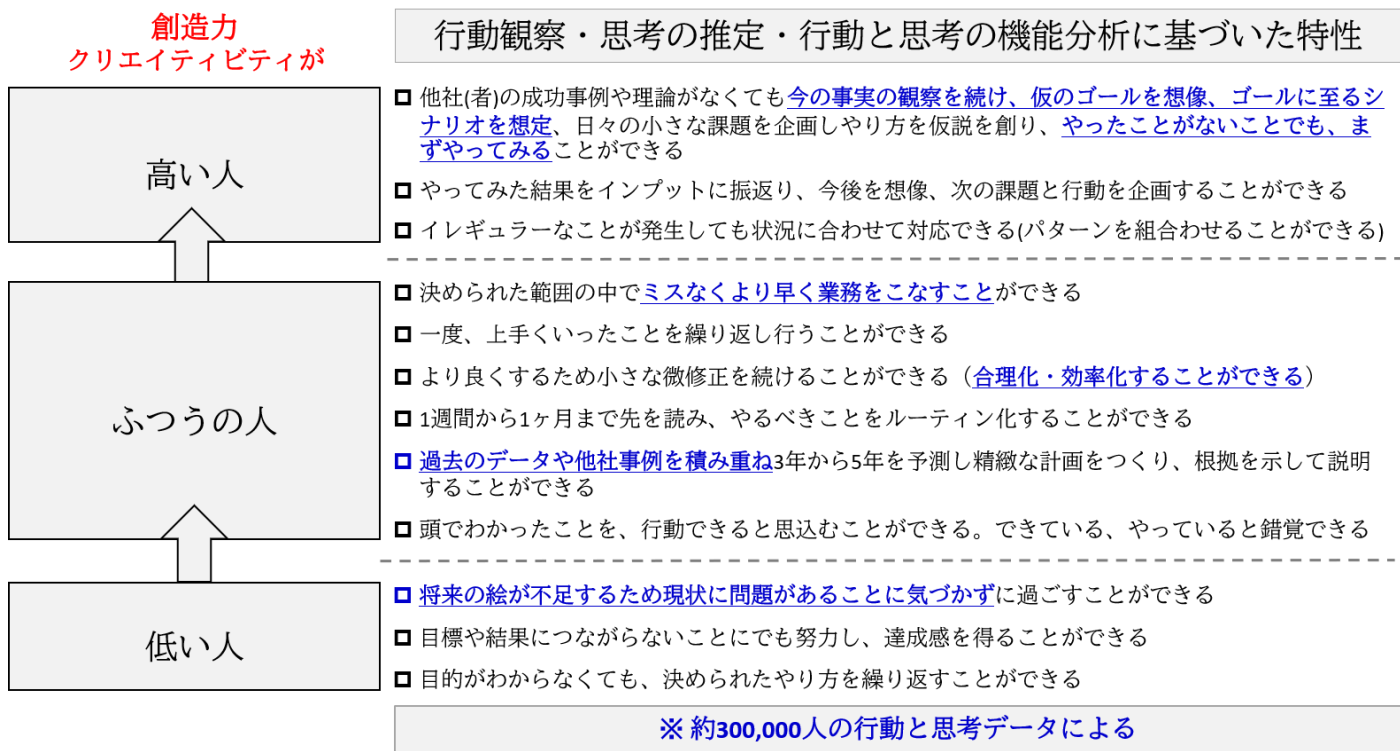 創造力
クリエイティビティが
行動観察・思考の推定・行動と思考の機能分析に基づいた特性
高い人
他社(者)の成功事例や理論がなくても今の事実の観察を続け、仮のゴールを想像、ゴールに至るシ
ナリオを想定、日々の小さな課題を企画しやり方を仮説を創り、やったことがないことでも、ま
ずやってみることができる
やってみた結果をインプットに振返り、今後を想像、次の課題と行動を企画することができる
イレギュラーなことが発生しても状況に合わせて対応できる(パターンを組合わせることができる)
ふつうの人
決められた範囲の中でミスなくより早く業務をこなすことができる
一度、上手くいったことを繰り返し行うことができる
より良くするため小さな微修正を続けることができる（合理化・効率化することができる）
1週間から1ヶ月まで先を読み、やるべきことをルーティン化することができる
過去のデータや他社事例を積み重ね3年から5年を予測し精緻な計画をつくり、根拠を示して説明
することができる
頭でわかったことを、行動できると思込むことができる。できている、やっていると錯覚できる
低い人
将来の絵が不足するため現状に問題があることに気づかずに過ごすことができる
目標や結果につながらないことにでも努力し、達成感を得ることができる
目的がわからなくても、決められたやり方を繰り返すことができる
※ 約300,000人の行動と思考データによる